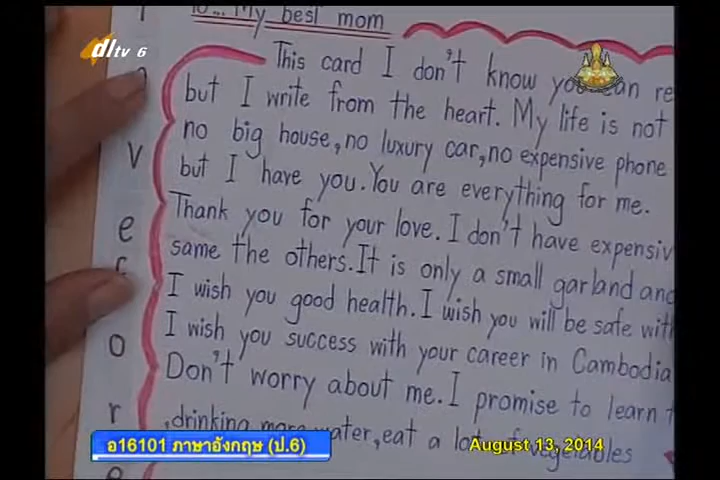 dltv 6
My best mom
This card I don't know you can re
but I write from the heart. My life is not
no big house, no luxury car, no expensive phone
but I have you. You are everything for me.
Thank you for your love. I don't have expensiv
same the others. It is only a small garland and
I wish you good health. I wish you will be safe with
I wish you success with your career in Cambodia
Don't worry about me. I promise to learn
,drinking more water, eat a lot of vegetables
v
e
r
o
r
e
อ16101 ภาษาอังกฤษ (ป.6)
August 13, 2014